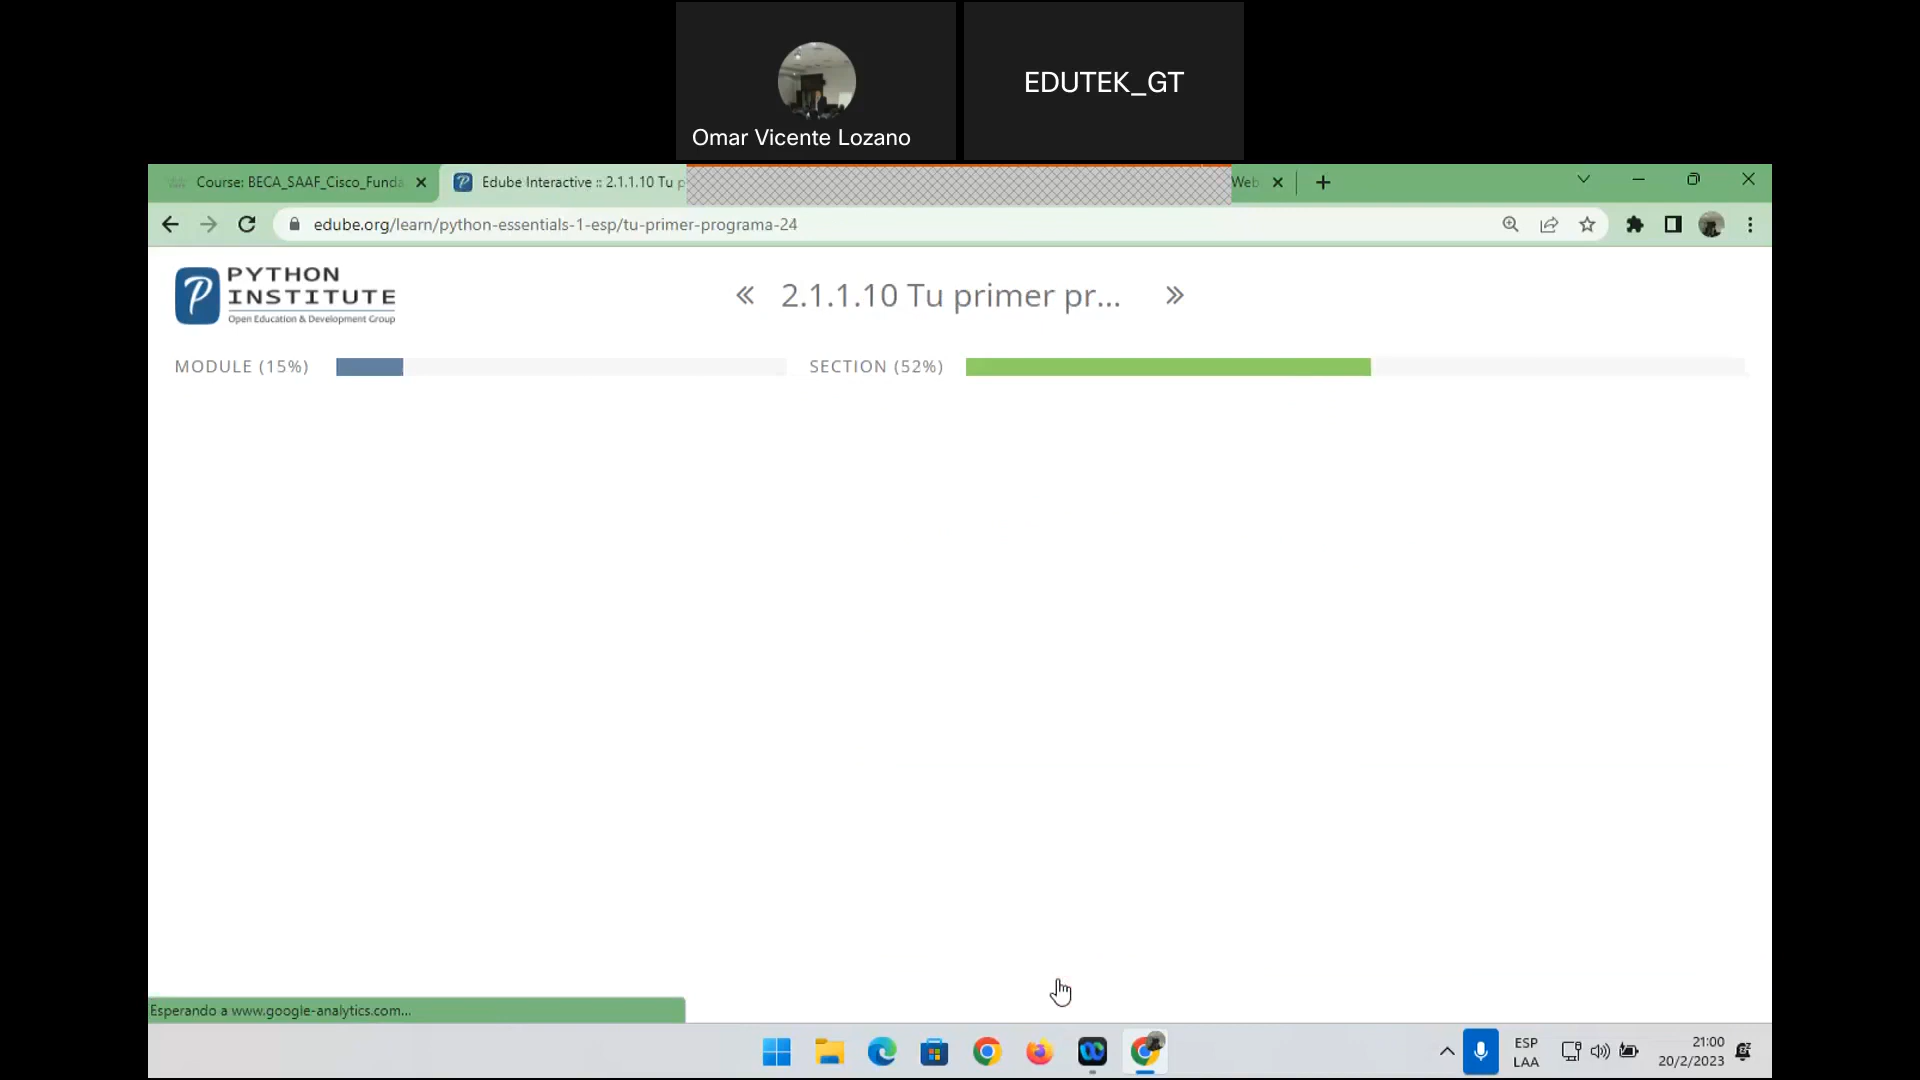 Omar Vicente Lozano
EDUTEK_GT
Course: BECA_SAAF_Cisco_Funda
Edube Interactive :: 2.1.1.10 Tu p
Web
edube.org/learn/python-essentials-1-esp/tu-primer-programa-24
PYTHON
INSTITUTE
Open Education & Development Group
2.1.1.10 Tu primer pr...
MODULE (15%)
SECTION (52%)
Esperando a www.google-analytics.com...
ESP
LAA
21:00
20/2/2023